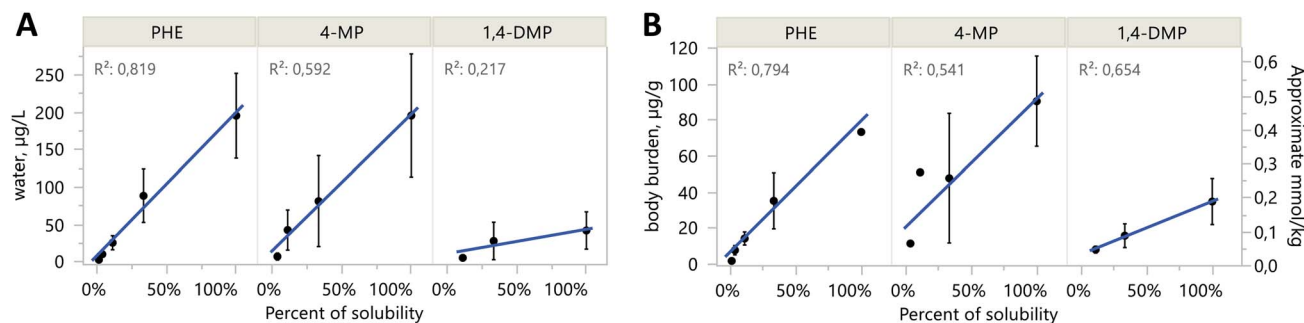 A
PHE 4-MP 1,4-DMP
R²: 0,819 R²: 0,592 R²: 0,217
water, µg/L
250
200
150
100
50
0
0% 50% 100% 0% 50% 100% 0% 50% 100%
Percent of solubility
B
PHE 4-MP 1,4-DMP
R²: 0,794 R²: 0,541 R²: 0,654
body burden, µg/g
120
100
80
60
40
20
0
0% 50% 100% 0% 50% 100% 0% 50% 100%
Percent of solubility
0,6
0,5
0,4
0,3
0,2
0,1
0,0
Approximate mmol/kg